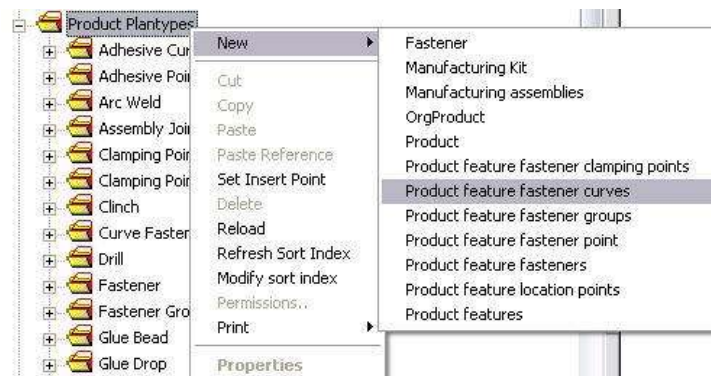 Product Plantypes
Adhesive Cur
Adhesive Poi
Arc Weld
Assembly Joi
Clamping Poir
Clamping Poir
Clinch
Curve Faster
Drill
Fastener
Fastener Gro
Glue Bead
Glue Drop
New
Cut
Copy
Paste
Paste Reference
Set Insert Point
Delete
Reload
Refresh Sort Index
Modify sort index
Permissions..
Print
Properties
Fastener
Manufacturing Kit
Manufacturing assemblies
OrgProduct
Product
Product feature fastener clamping points
Product feature fastener curves
Product feature fastener groups
Product feature fastener point
Product feature fasteners
Product feature location points
Product features